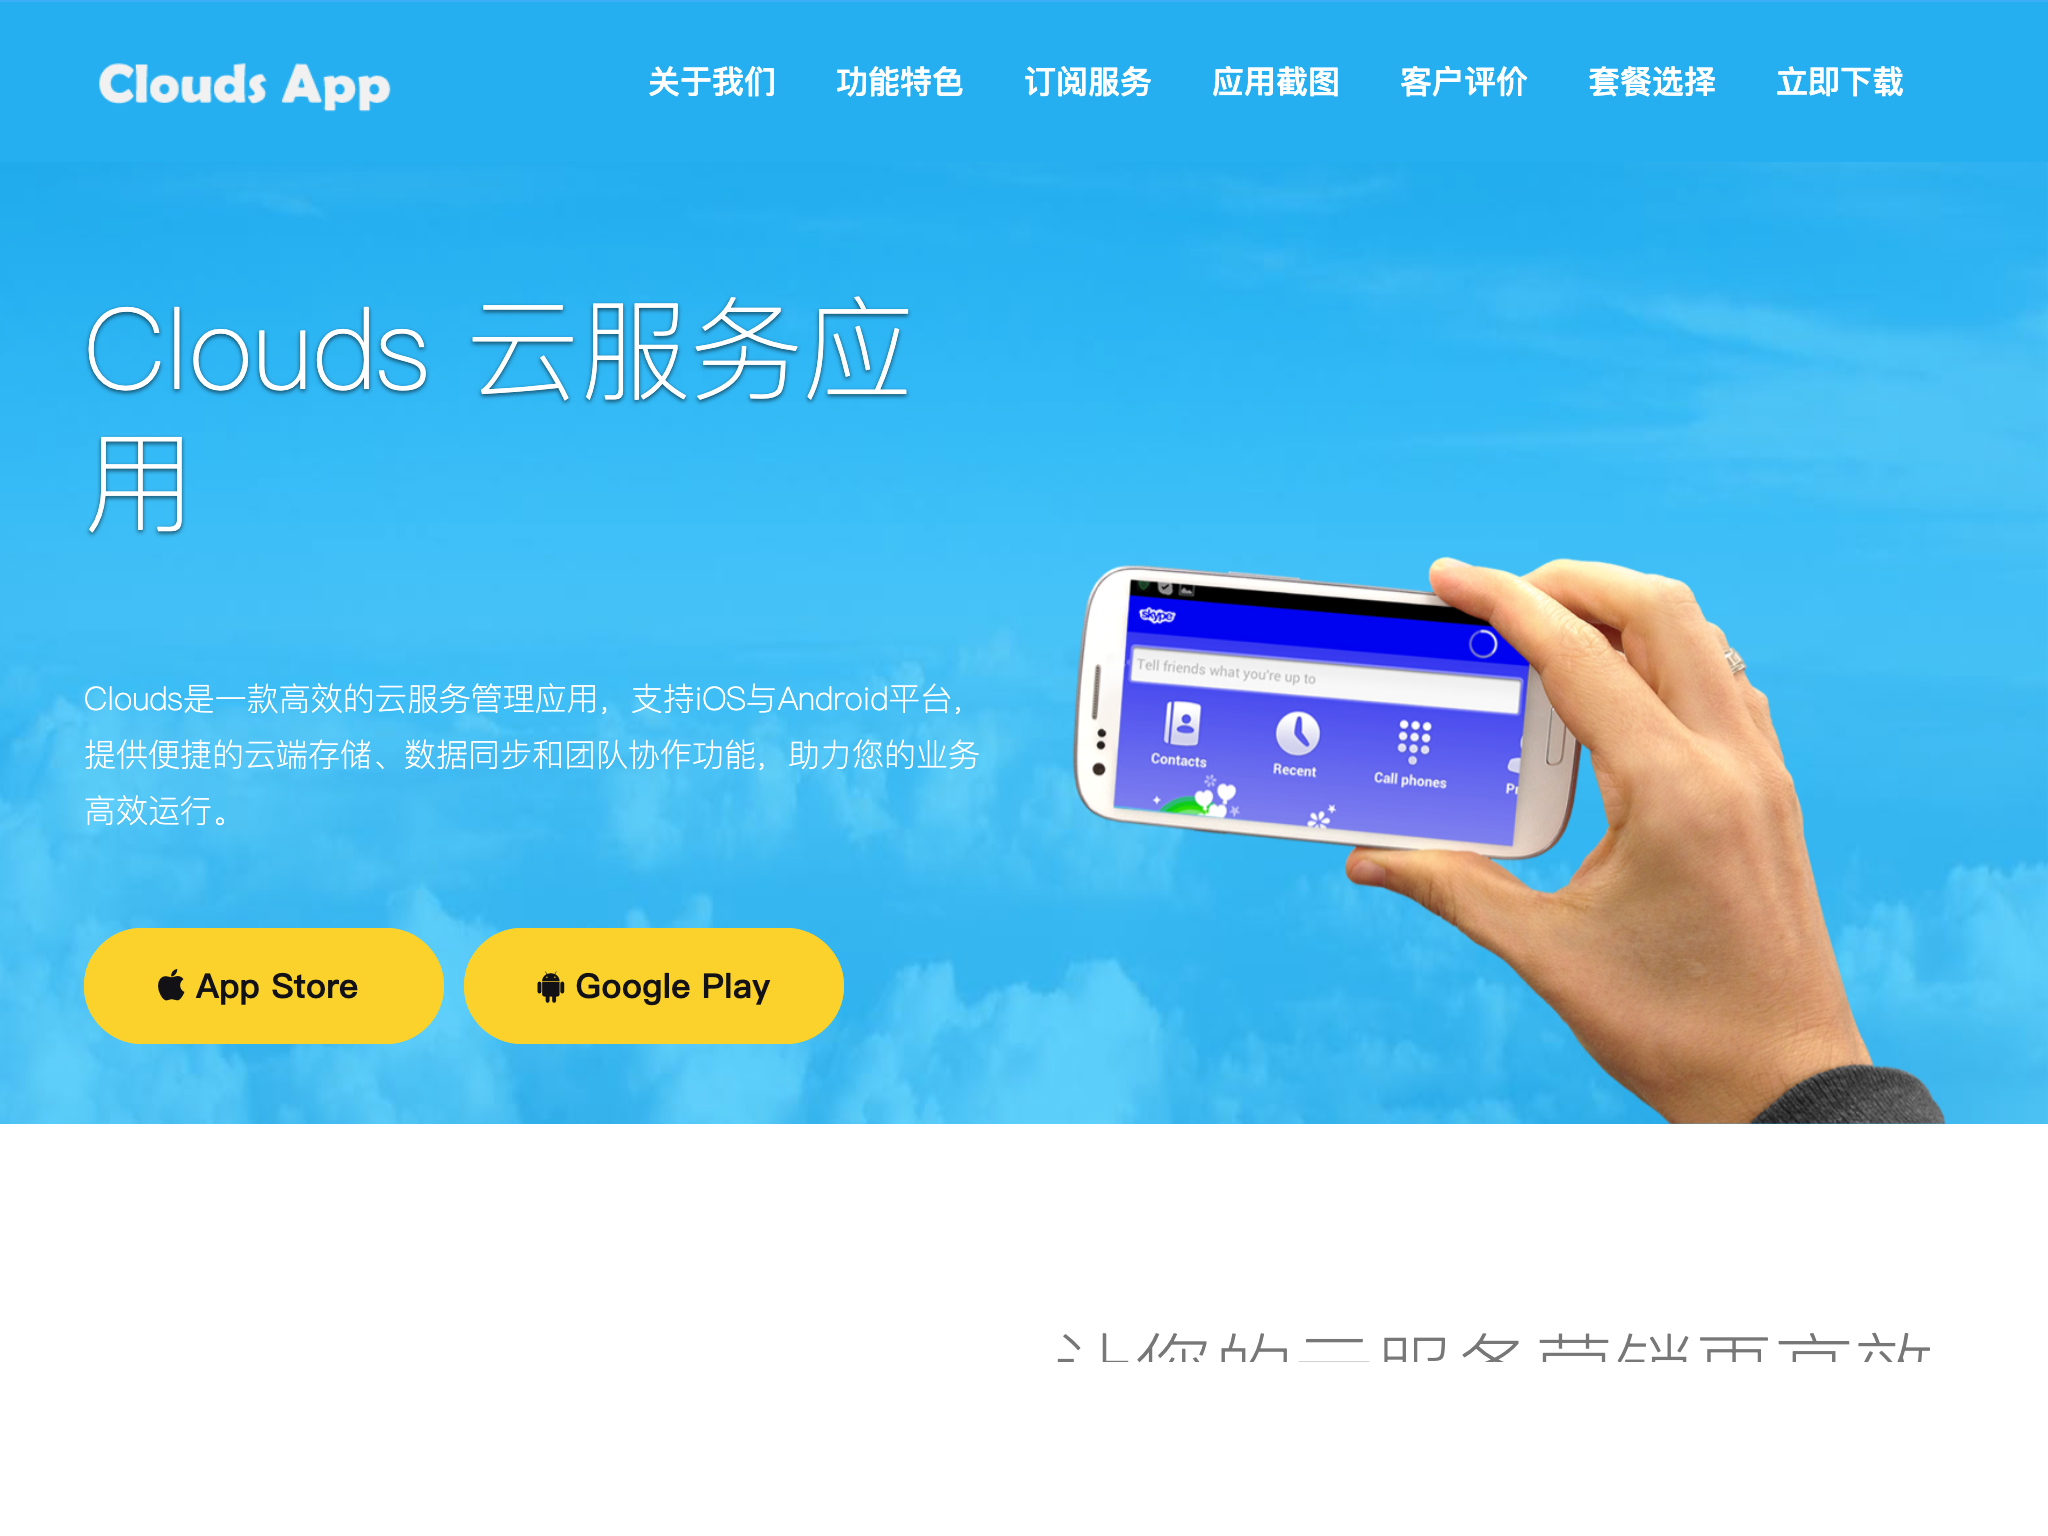 Clouds App
关于我们
功能特色
订阅服务
应用截图
客户评价
套餐选择
立即下载
Clouds 云服务应
用
Clouds是一款高效的云服务管理应用，支持iOS与Android平台，
提供便捷的云端存储、数据同步和团队协作功能，助力您的业务
高效运行。
skype
Tell friends what you're up to
Contacts
Recent
Call phones
App Store
Google Play